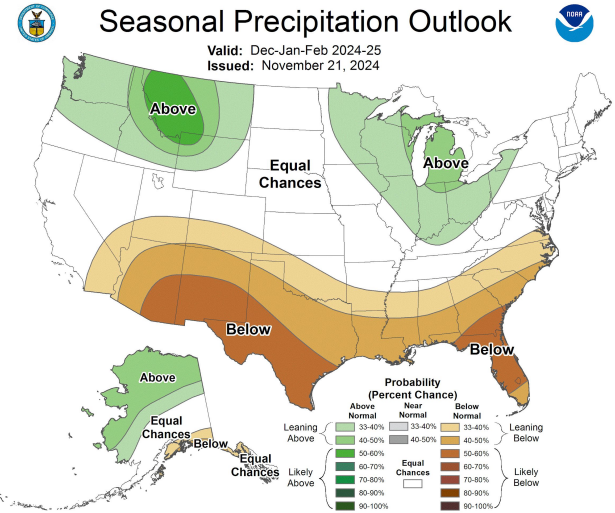 Seasonal Precipitation Outlook
Valid: Dec-Jan-Feb 2024-25
Issued: November 21, 2024
NOAA
Above
Above
Equal
Chances
Below
Below
Above
Equal
Chances
Below
Equal
Chances
Probability
(Percent Chance)
Above
Normal
Near
Normal
Below
Normal
Leaning
Above
33-40%
33-40%
33-40%
Leaning
Below
40-50%
40-50%
40-50%
Likely
Above
50-60%
50-60%
Likely
Below
60-70%
60-70%
Equal
Chances
70-80%
70-80%
80-90%
80-90%
90-100%
90-100%